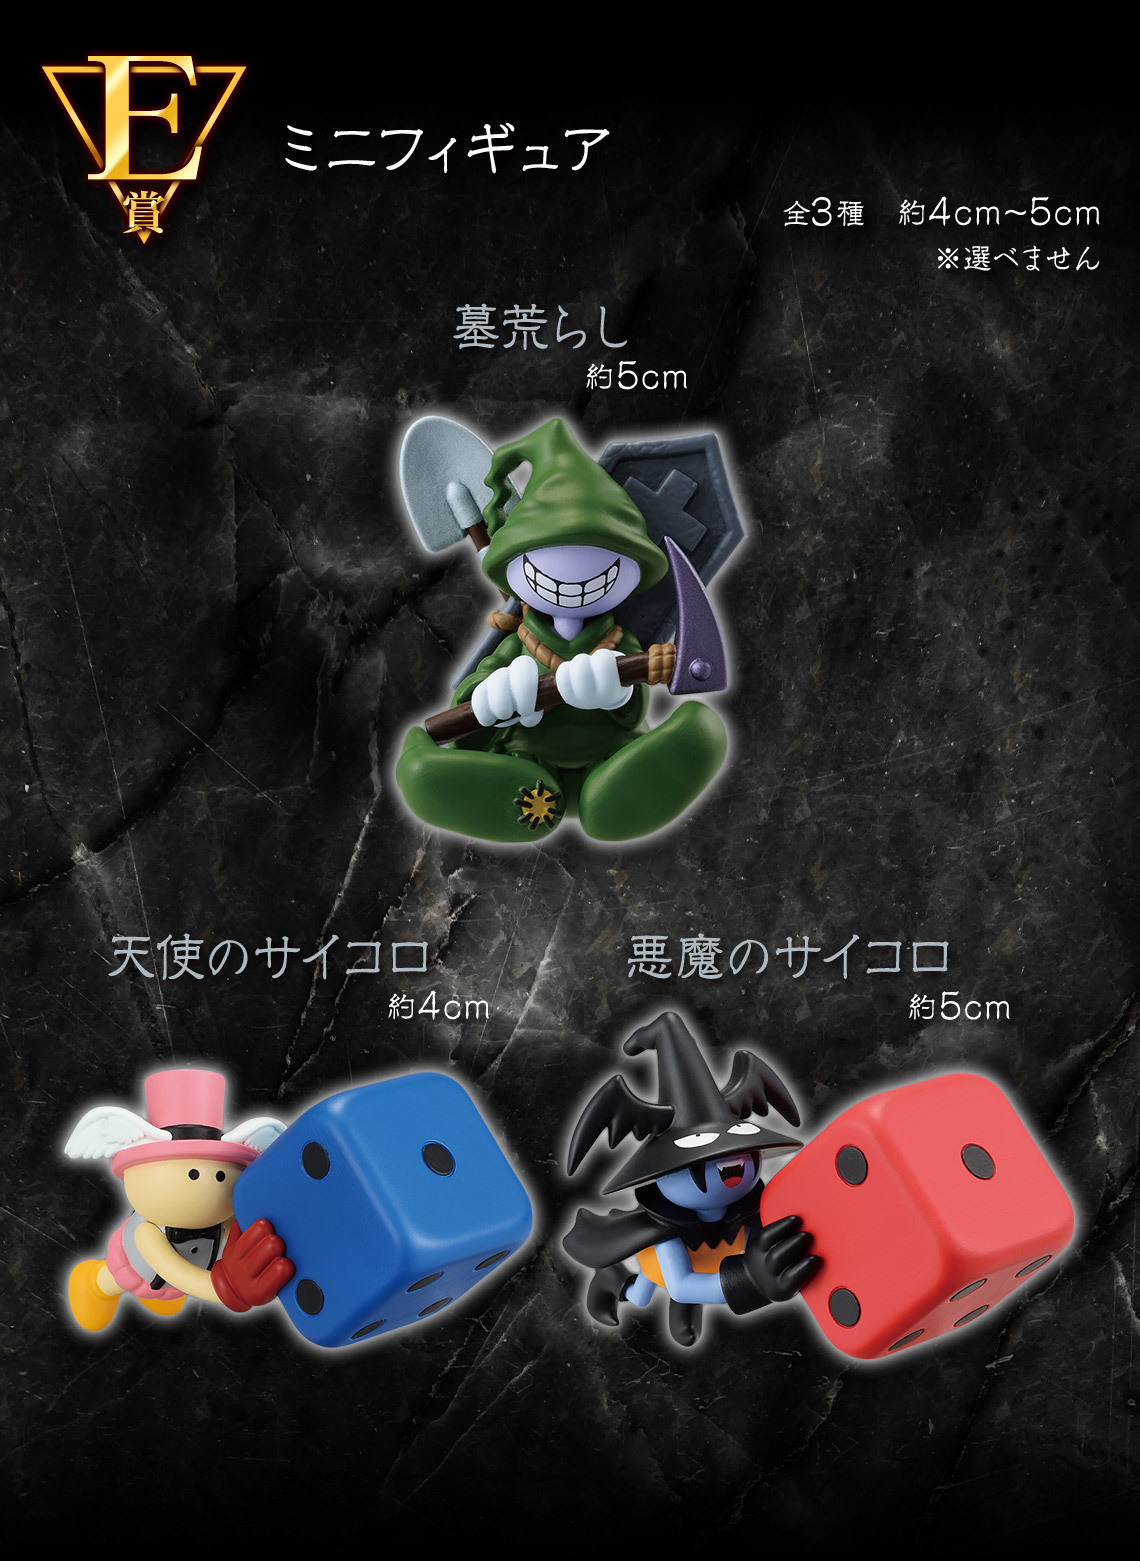 E
賞
ミニフィギュア
全3種　約4cm~5cm
※選べません
墓荒らし
約5cm
天使のサイコロ
約4cm
悪魔のサイコロ
約5cm